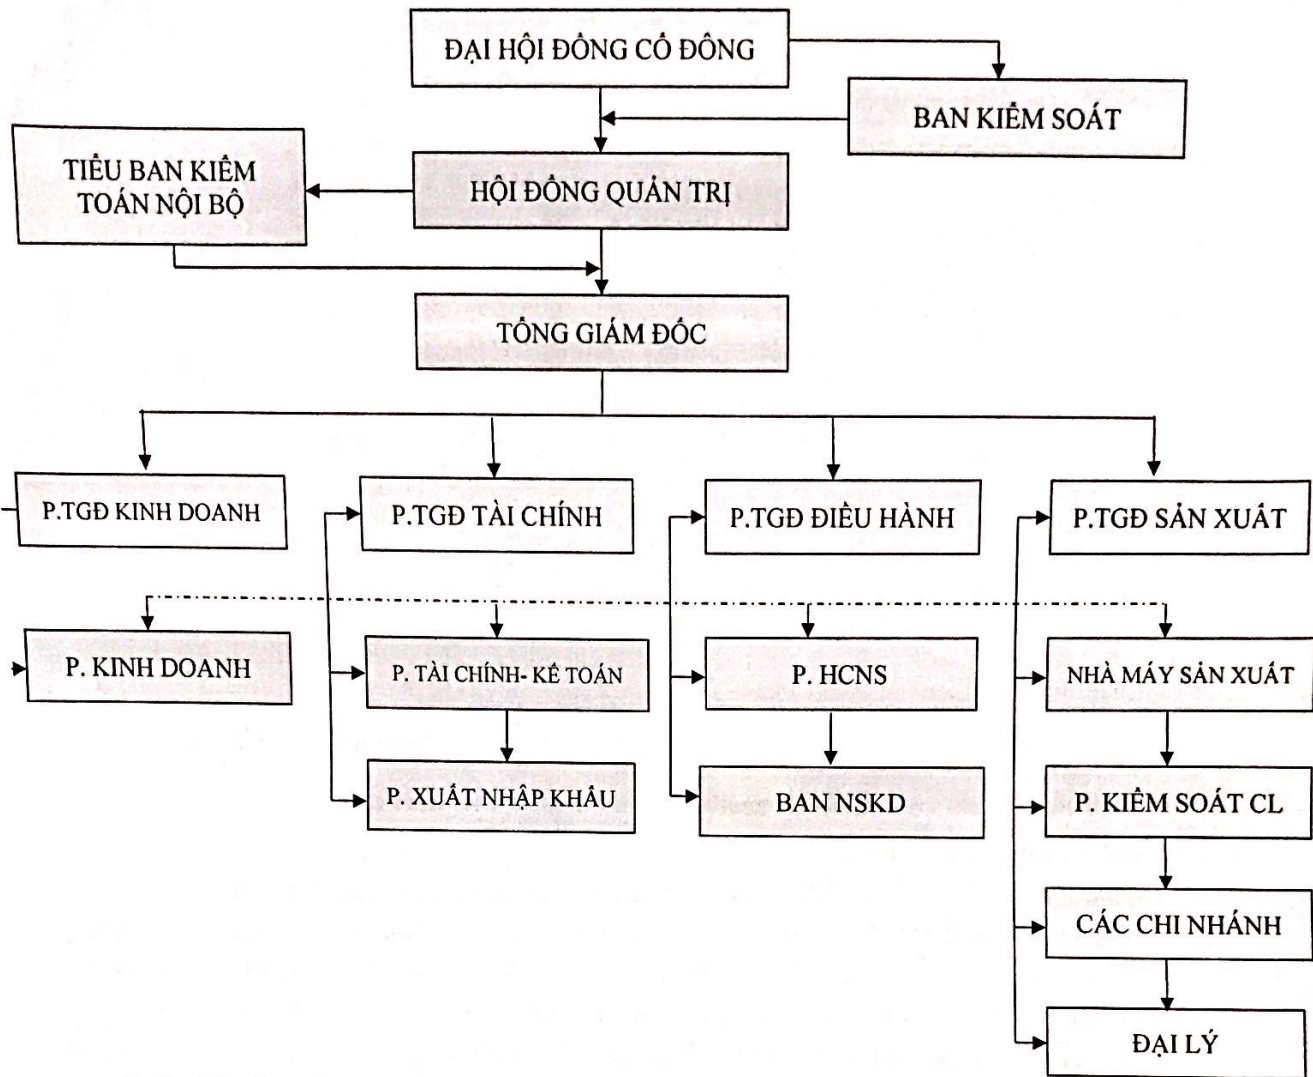 ĐẠI HỘI ĐỒNG CỔ ĐÔNG
BAN KIỂM SOÁT
TIỂU BAN KIỂM
TOÁN NỘI BỘ
HỘI ĐỒNG QUẢN TRỊ
TỔNG GIÁM ĐỐC
P.TGĐ KINH DOANH
P.TGĐ TÀI CHÍNH
P.TGĐ ĐIỀU HÀNH
P.TGĐ SẢN XUẤT
P. KINH DOANH
P. TÀI CHÍNH- KẾ TOÁN
P. HCNS
NHÀ MÁY SẢN XUẤT
P. XUẤT NHẬP KHẨU
BAN NSKD
P. KIỂM SOÁT CL
CÁC CHI NHÁNH
ĐẠI LÝ